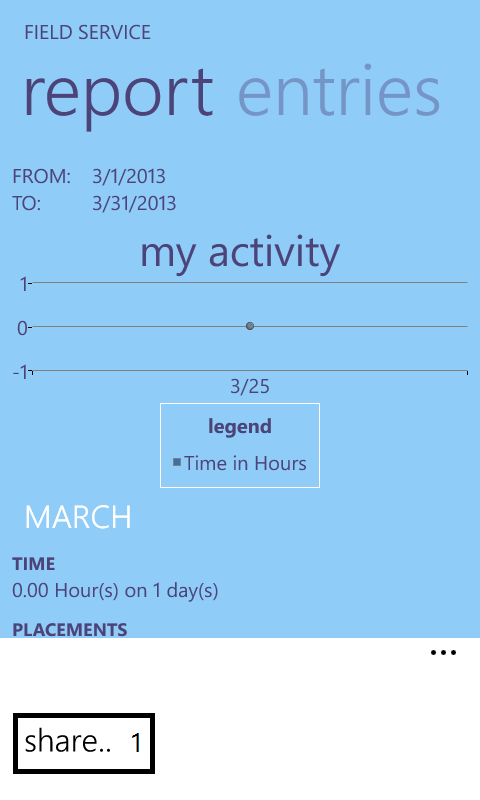 FIELD SERVICE
report entries
FROM: 3/1/2013
TO: 3/31/2013
my activity
1
0
-1
3/25
legend
Time in Hours
MARCH
TIME
0.00 Hour(s) on 1 day(s)
PLACEMENTS
...
share.. 1